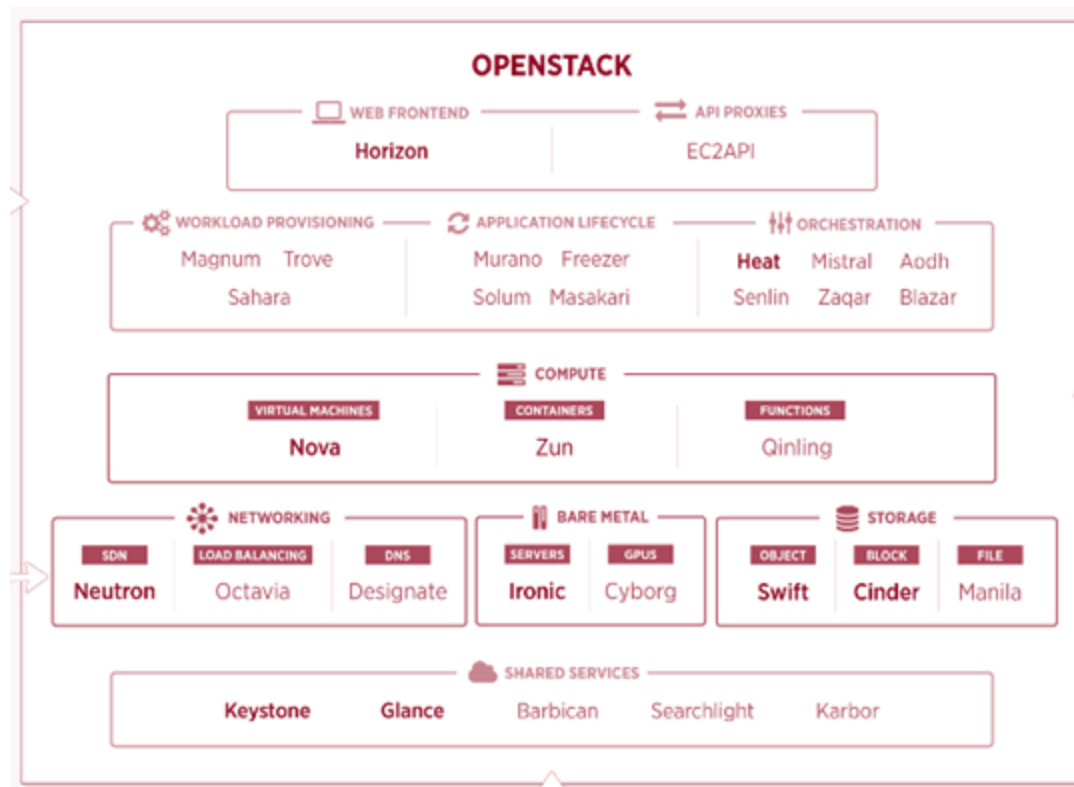 OPENSTACK
WEB FRONTEND API PROXIES
Horizon EC2API
WORKLOAD PROVISIONING APPLICATION LIFECYCLE ORCHESTRATION
Magnum Trove Murano Freezer Heat Mistral Aodh
Sahara Solum Masakari Senlin Zaqar Blazar
COMPUTE
VIRTUAL MACHINES CONTAINERS FUNCTIONS
Nova Zun Qinling
NETWORKING BARE METAL STORAGE
SDN LOAD BALANCING DNS SERVERS GPUS OBJECT BLOCK FILE
Neutron Octavia Designate Ironic Cyborg Swift Cinder Manila
SHARED SERVICES
Keystone Glance Barbican Searchlight Karbor